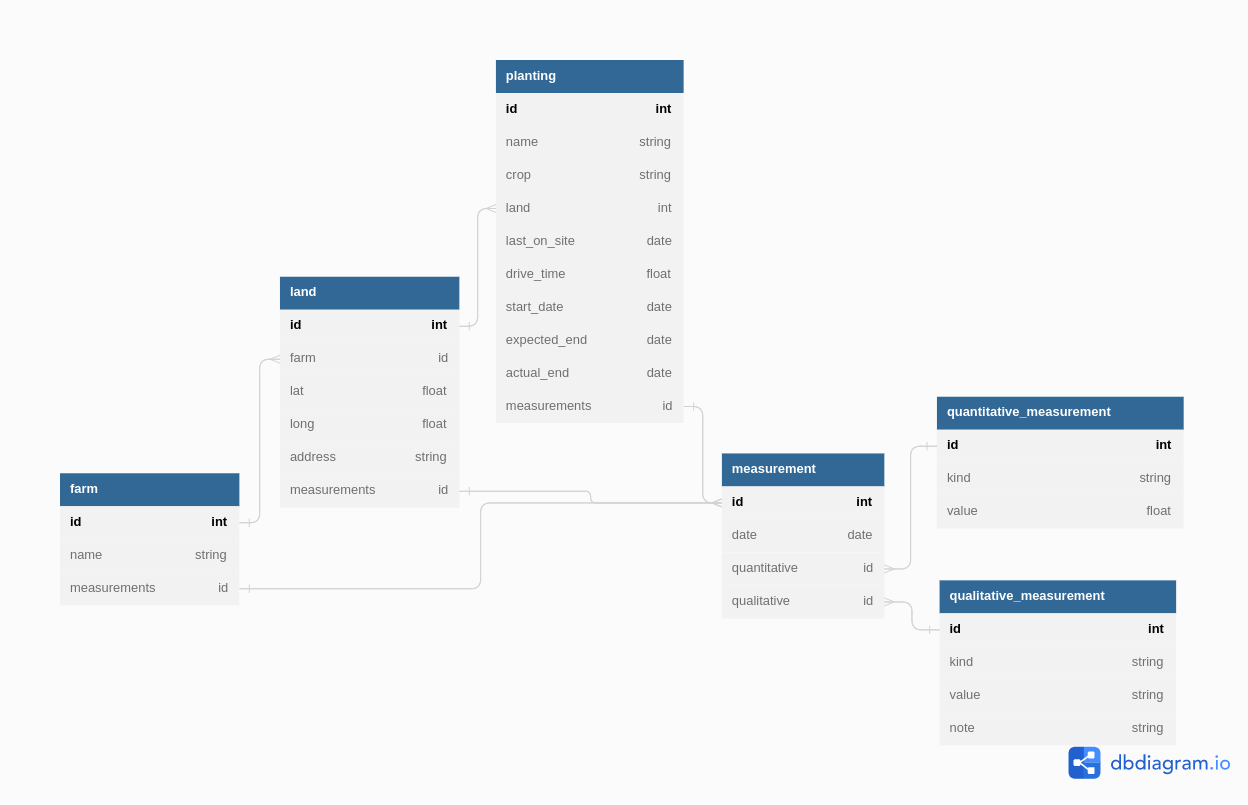 planting
id int
name string
crop string
land int
last_on_site date
drive_time float
start_date date
expected_end date
actual_end date
measurements id
land
id int
farm id
lat float
long float
address string
measurements id
farm
id int
name string
measurements id
measurement
id int
date date
quantitative id
qualitative id
quantitative_measurement
id int
kind string
value float
qualitative_measurement
id int
kind string
value string
note string
dbdiagram.io